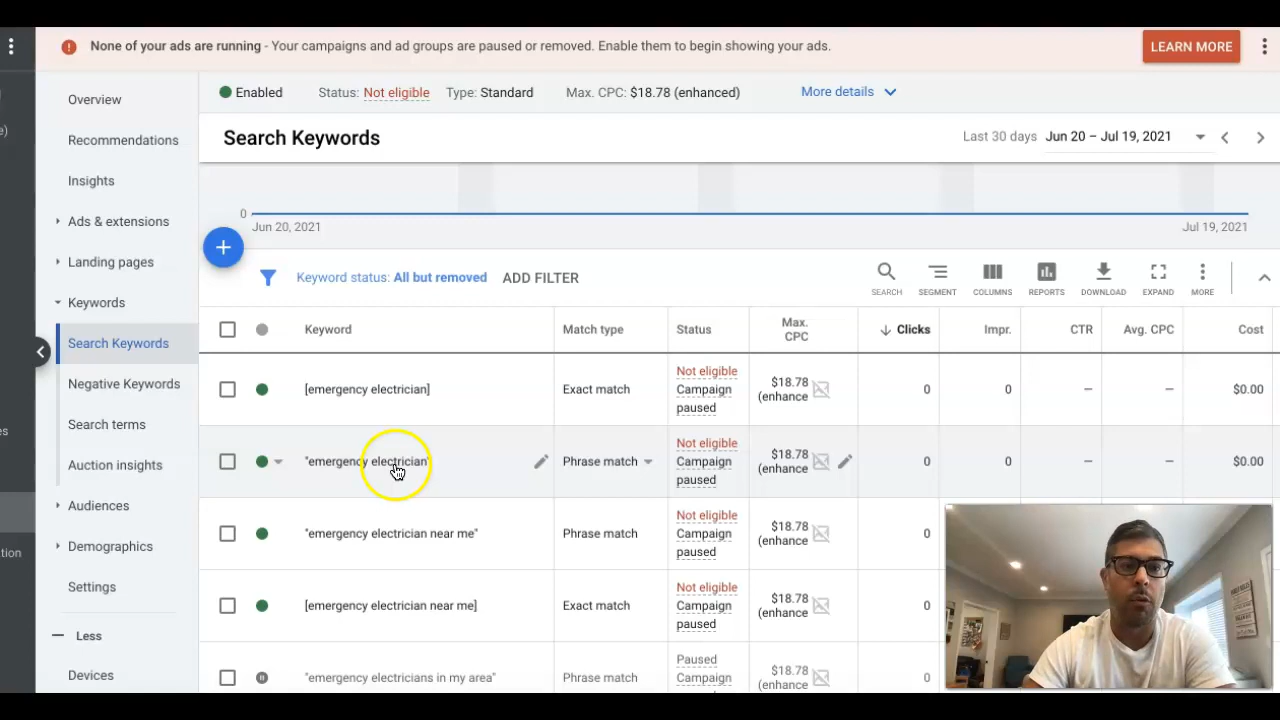 None of your ads are running - Your campaigns and ad groups are paused or removed. Enable them to begin showing your ads.
LEARN MORE
Enabled Status: Not eligible Type: Standard Max. CPC: $18.78 (enhanced) More details
Search Keywords
Last 30 days Jun 20 – Jul 19, 2021
Overview
Recommendations
Insights
Ads & extensions
Landing pages
Keywords
Search Keywords
Negative Keywords
Search terms
Auction insights
Audiences
Demographics
Settings
Less
Devices
0
Jun 20, 2021
Jul 19, 2021
Keyword status: All but removed ADD FILTER
SEARCH SEGMENT COLUMNS REPORTS DOWNLOAD EXPAND MORE
Keyword Match type Status Max. CPC Clicks Impr. CTR Avg. CPC Cost
[emergency electrician] Exact match Not eligible Campaign paused $18.78 (enhance 0 0 – – $0.00
"emergency electrician" Phrase match Not eligible Campaign paused $18.78 (enhance 0 0 – – $0.00
"emergency electrician near me" Phrase match Not eligible Campaign paused $18.78 (enhance 0
[emergency electrician near me] Exact match Not eligible Campaign paused $18.78 (enhance 0
"emergency electricians in my area" Phrase match Paused Campaign $18.78 (enhance 0
e)
es
tion